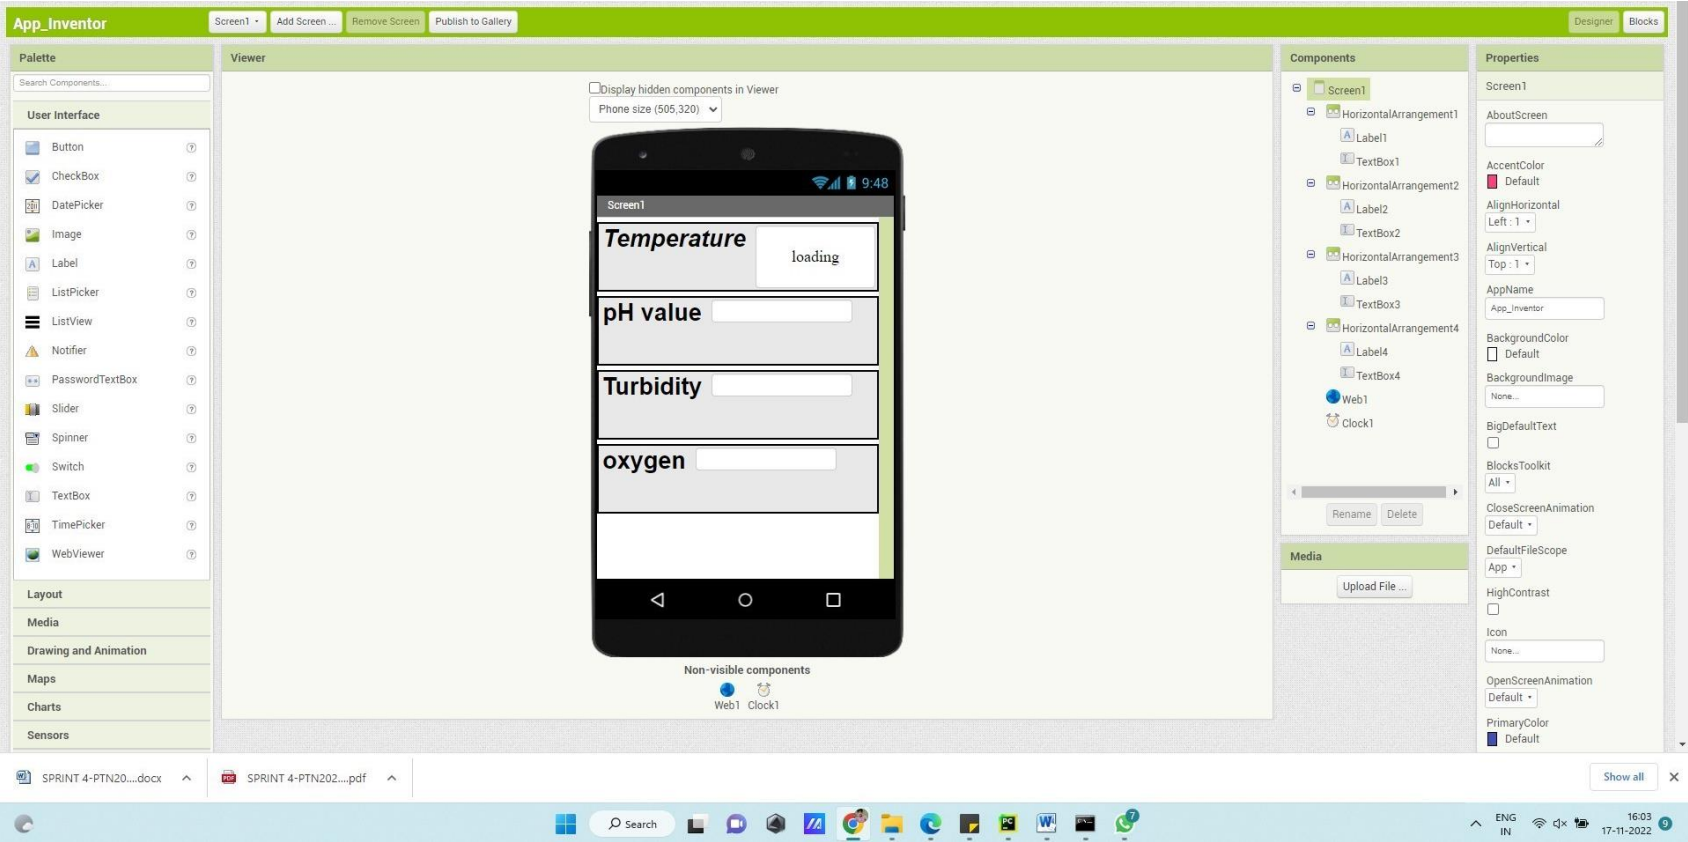 App_Inventor
Screen1
Add Screen ...
Remove Screen
Publish to Gallery
Designer
Blocks
Palette
Search Components...
User Interface
Button
CheckBox
DatePicker
Image
Label
ListPicker
ListView
Notifier
PasswordTextBox
Slider
Spinner
Switch
TextBox
TimePicker
WebViewer
Layout
Media
Drawing and Animation
Maps
Charts
Sensors
Viewer
Display hidden components in Viewer
Phone size (505,320)
9:48
Screen1
Temperature
loading
pH value
Turbidity
oxygen
Non-visible components
Web1
Clock1
Components
Screen1
HorizontalArrangement1
Label1
TextBox1
HorizontalArrangement2
Label2
TextBox2
HorizontalArrangement3
Label3
TextBox3
HorizontalArrangement4
Label4
TextBox4
Web1
Clock1
Rename
Delete
Media
Upload File ...
Properties
Screen1
AboutScreen
AccentColor
Default
AlignHorizontal
Left : 1
AlignVertical
Top : 1
AppName
App_Inventor
BackgroundColor
Default
BackgroundImage
None...
BigDefaultText
BlocksToolkit
All
CloseScreenAnimation
Default
DefaultFileScope
App
HighContrast
Icon
None...
OpenScreenAnimation
Default
PrimaryColor
Default
SPRINT 4-PTN20....docx
SPRINT 4-PTN202....pdf
Show all
Search
ENG
IN
16:03
17-11-2022
9